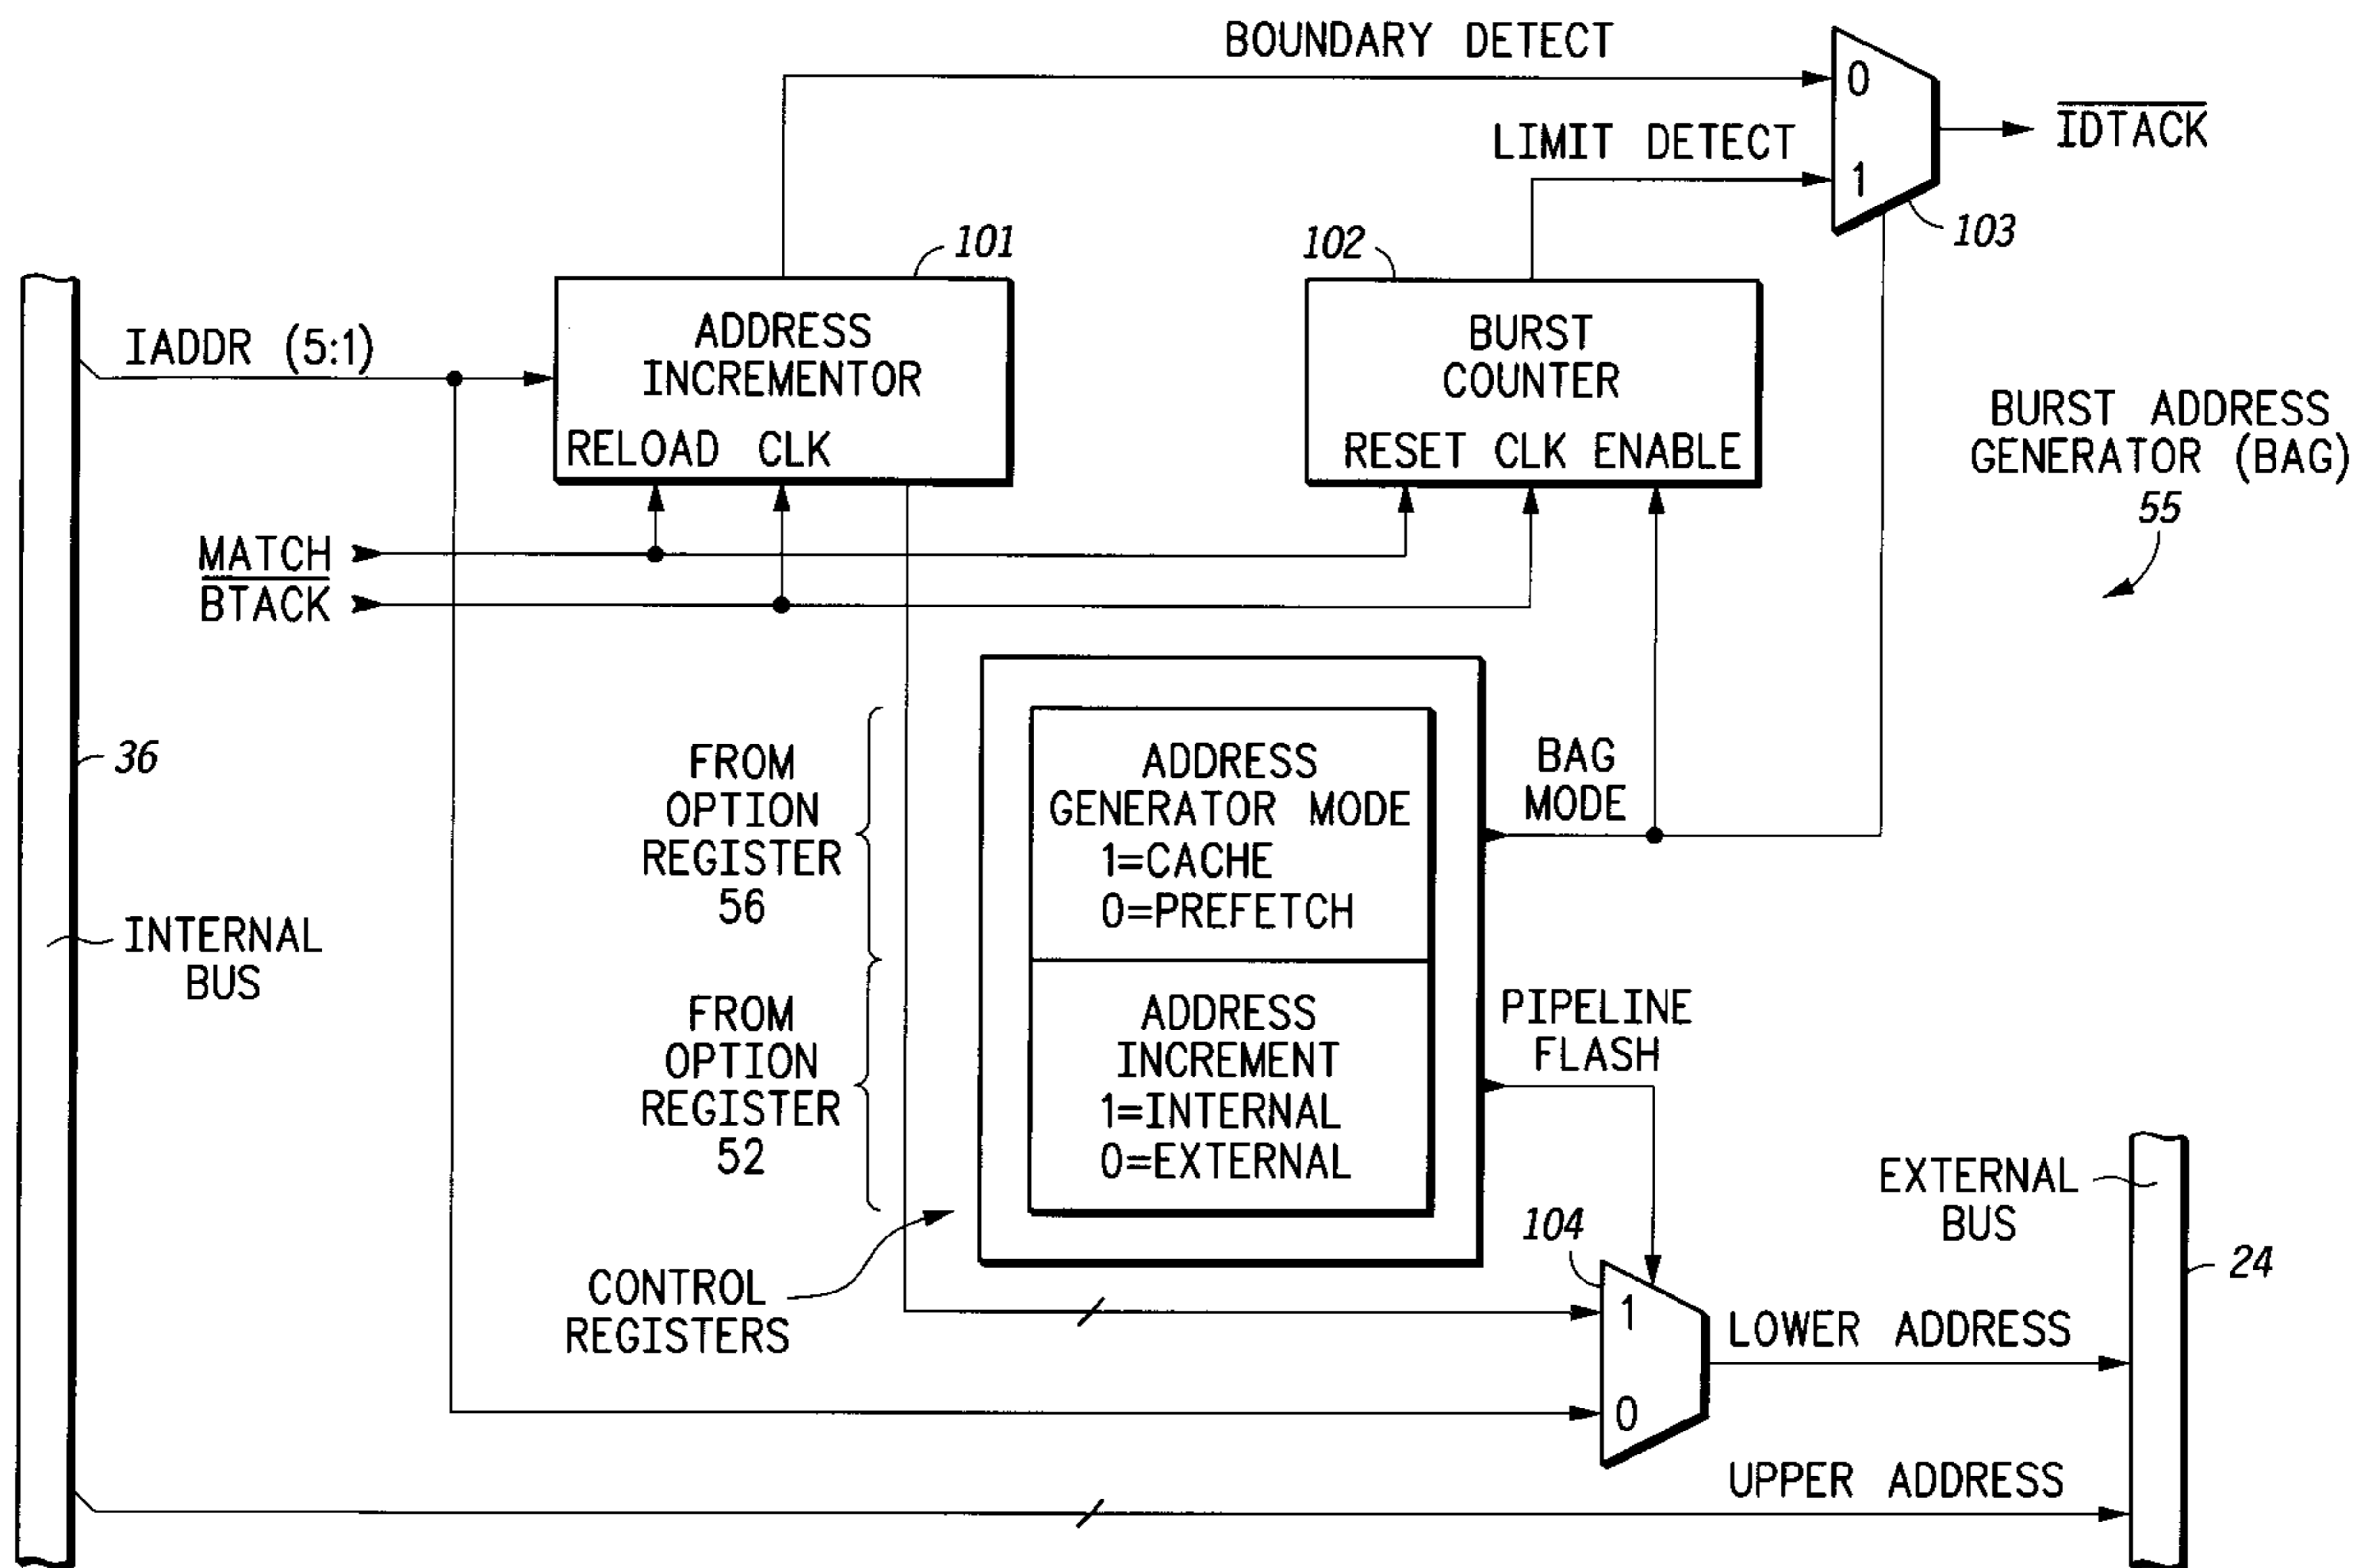 BOUNDARY DETECT
0
IDTACK
LIMIT DETECT
1
103
101
102
IADDR (5:1)
ADDRESS
INCREMENTOR
RELOAD CLK
BURST
COUNTER
RESET CLK ENABLE
BURST ADDRESS
GENERATOR (BAG)
55
MATCH
BTACK
36
INTERNAL
BUS
FROM
OPTION
REGISTER
56
ADDRESS
GENERATOR MODE
1=CACHE
0=PREFETCH
BAG
MODE
FROM
OPTION
REGISTER
52
ADDRESS
INCREMENT
1=INTERNAL
0=EXTERNAL
PIPELINE
FLASH
CONTROL
REGISTERS
104
1
0
EXTERNAL
BUS
24
LOWER ADDRESS
UPPER ADDRESS